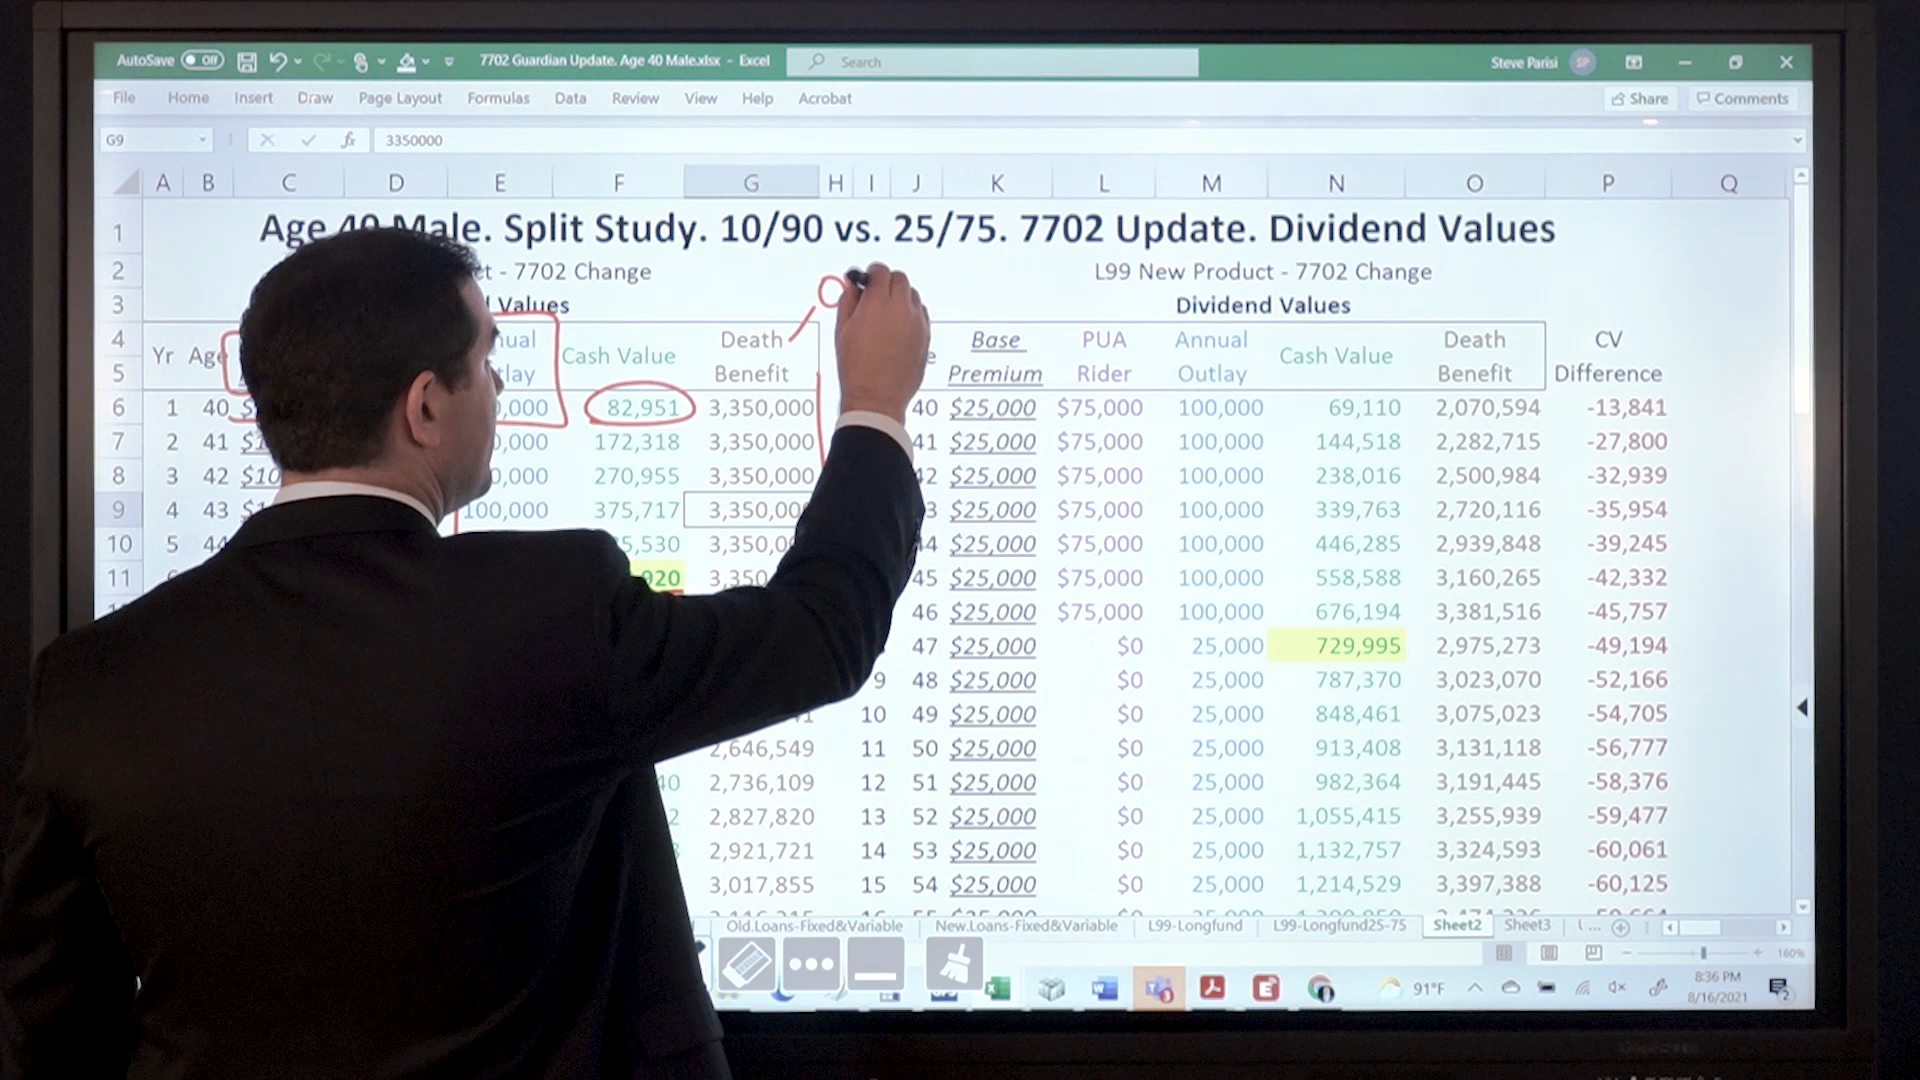 AutoSave Off 7702 Guardian Update. Age 40 Male.xlsx - Excel Search Steve Parisi SP
File Home Insert Draw Page Layout Formulas Data Review View Help Acrobat Share Comments
G9 fx 3350000
A B C D E F G H I J K L M N O P Q
1 Age 40 Male. Split Study. 10/90 vs. 25/75. 7702 Update. Dividend Values
2 - 7702 Change L99 New Product - 7702 Change
3 Values Dividend Values
4 Death Base PUA Annual Death CV
Yr Age Cash Value Cash Value
5 Benefit Premium Rider Outlay Benefit Difference
6 1 40 82,951 3,350,000 40 $25,000 $75,000 100,000 69,110 2,070,594 -13,841
7 2 41 172,318 3,350,000 41 $25,000 $75,000 100,000 144,518 2,282,715 -27,800
8 3 42 270,955 3,350,000 $25,000 $75,000 100,000 238,016 2,500,984 -32,939
9 4 43 100,000 375,717 $25,000 $75,000 100,000 339,763 2,720,116 -35,954
10 5 $25,000 $75,000 100,000 446,285 2,939,848 -39,245
11 45 $25,000 $75,000 100,000 558,588 3,160,265 -42,332
46 $25,000 $75,000 100,000 676,194 3,381,516 -45,757
47 $25,000 $0 25,000 729,995 2,975,273 -49,194
9 48 $25,000 $0 25,000 787,370 3,023,070 -52,166
10 49 $25,000 $0 25,000 848,461 3,075,023 -54,705
2,646,549 11 50 $25,000 $0 25,000 913,408 3,131,118 -56,777
2,736,109 12 51 $25,000 $0 25,000 982,364 3,191,445 -58,376
2,827,820 13 52 $25,000 $0 25,000 1,055,415 3,255,939 -59,477
2,921,721 14 53 $25,000 $0 25,000 1,132,757 3,324,593 -60,061
3,017,855 15 54 $25,000 $0 25,000 1,214,529 3,397,388 -60,125
Old.Loans-Fixed&Variable New.Loans-Fixed&Variable L99-Longfund L99-Longfund25-75 Sheet2 Sheet3
160%
91°F 8:36 PM
8/16/2021